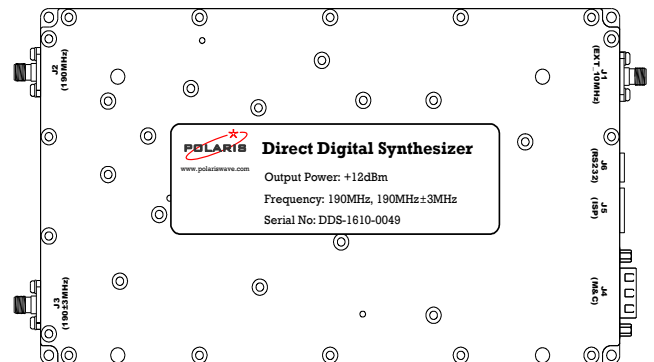 J2
(190MHz)
J1
(EXT_10MHz)
POLARIS
www.polariswave.com
Direct Digital Synthesizer
Output Power: +12dBm
Frequency: 190MHz, 190MHz±3MHz
Serial No: DDS-1610-0049
J6
(RS232)
J5
(ISP)
J3
(190±3MHz)
J4
(M&C)